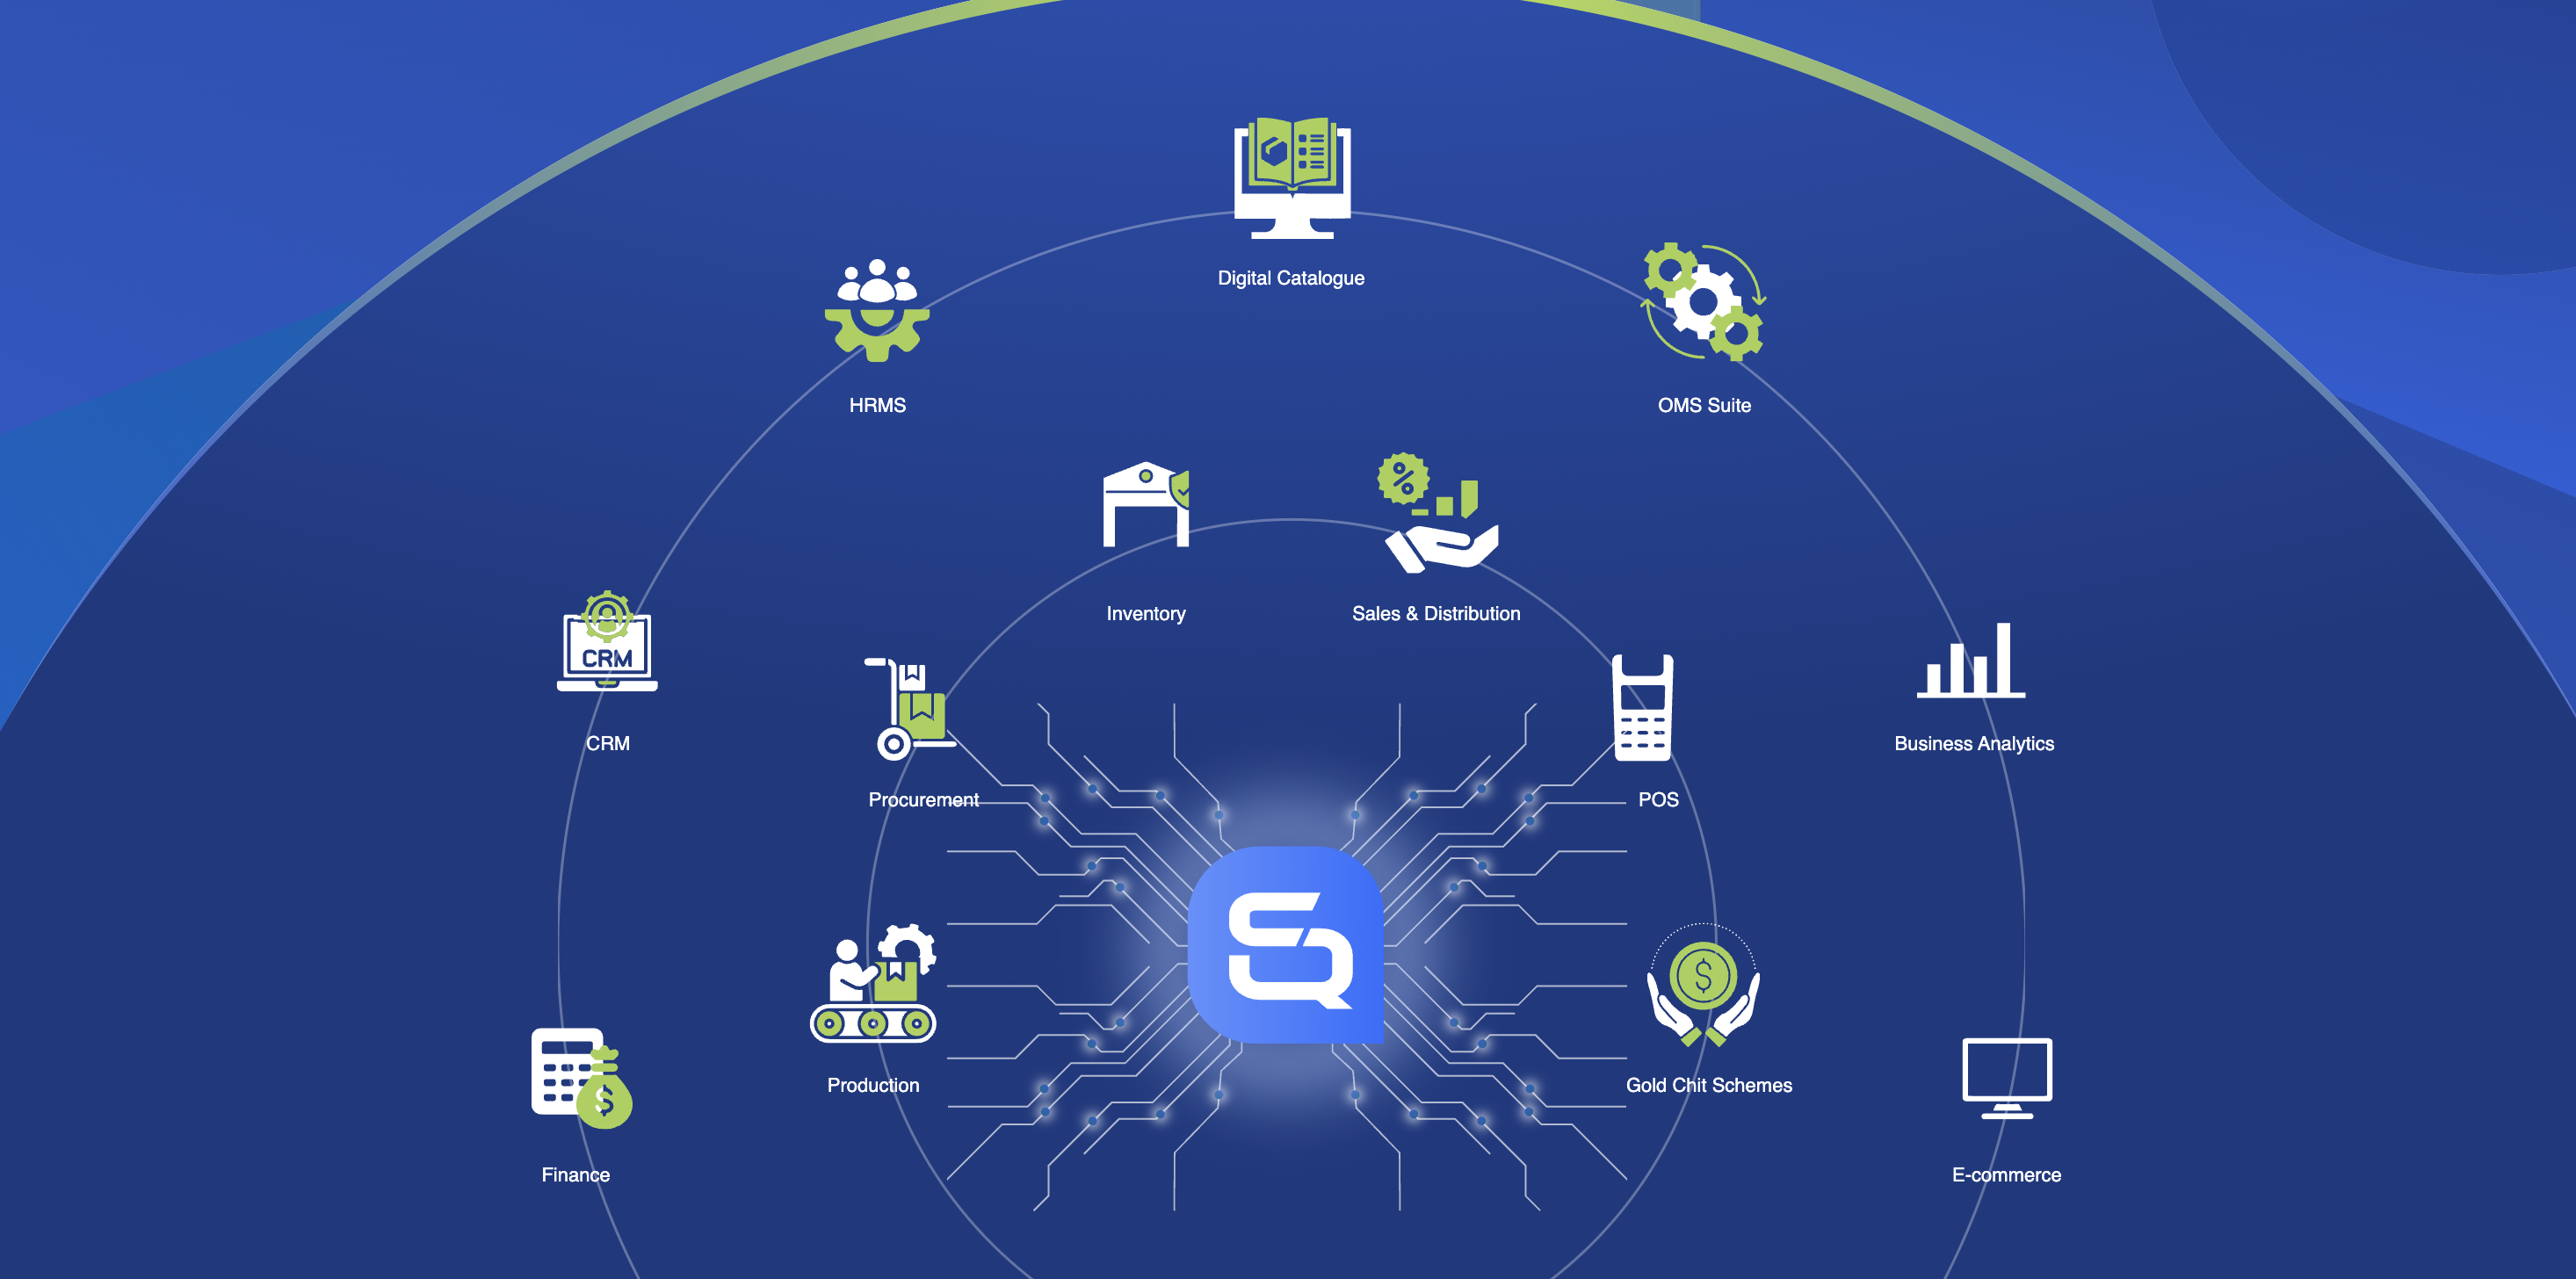 Digital Catalogue
HRMS
OMS Suite
Inventory
Sales & Distribution
CRM
CRM
Business Analytics
Procurement
POS
SQ
Production
Gold Chit Schemes
Finance
E-commerce